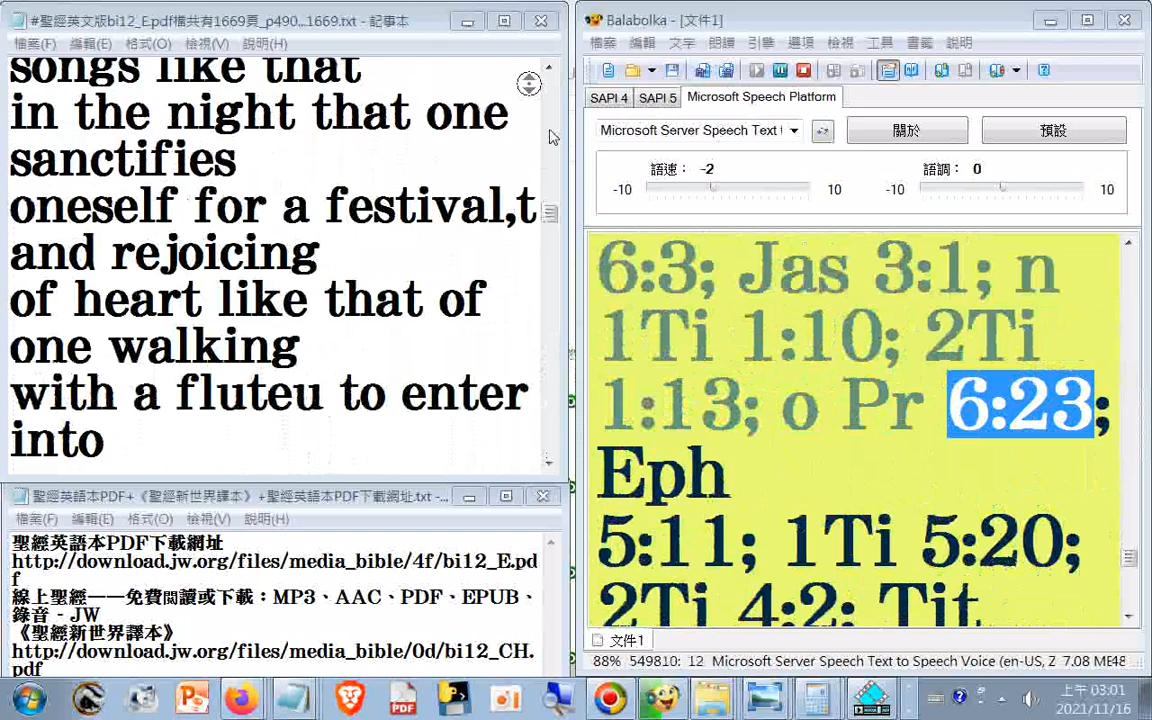 #聖經英文版bi12_E.pdf檔共有1669頁_p490...1669.txt - 記事本
檔案(F) 編輯(E) 格式(O) 檢視(V) 說明(H)
songs like that
in the night that one
sanctifies
oneself for a festival,t
and rejoicing
of heart like that of
one walking
with a fluteu to enter
into
聖經英語本PDF+《聖經新世界譯本》+聖經英語本PDF下載網址.txt -...
檔案(F) 編輯(E) 格式(O) 檢視(V) 說明(H)
聖經英語本PDF下載網址
http://download.jw.org/files/media_bible/4f/bi12_E.pd
f
線上聖經——免費閱讀或下載：MP3、AAC、PDF、EPUB、
錄音 - JW
《聖經新世界譯本》
http://download.jw.org/files/media_bible/0d/bi12_CH.
pdf
Balabolka - [文件1]
檔案 編輯 文字 朗讀 引擎 選項 檢視 工具 書籤 說明
SAPI 4 SAPI 5 Microsoft Speech Platform
Microsoft Server Speech Text 關於 預設
語速： -2 語調： 0
-10 10 -10 10
6:3; Jas 3:1; n
1Ti 1:10; 2Ti
1:13; o Pr 6:23;
Eph
5:11; 1Ti 5:20;
2Ti 4:2; Tit
文件1
88% 549810: 12 Microsoft Server Speech Text to Speech Voice (en-US, Z 7.08 ME48
PDF
上午 03:01
2021/11/16